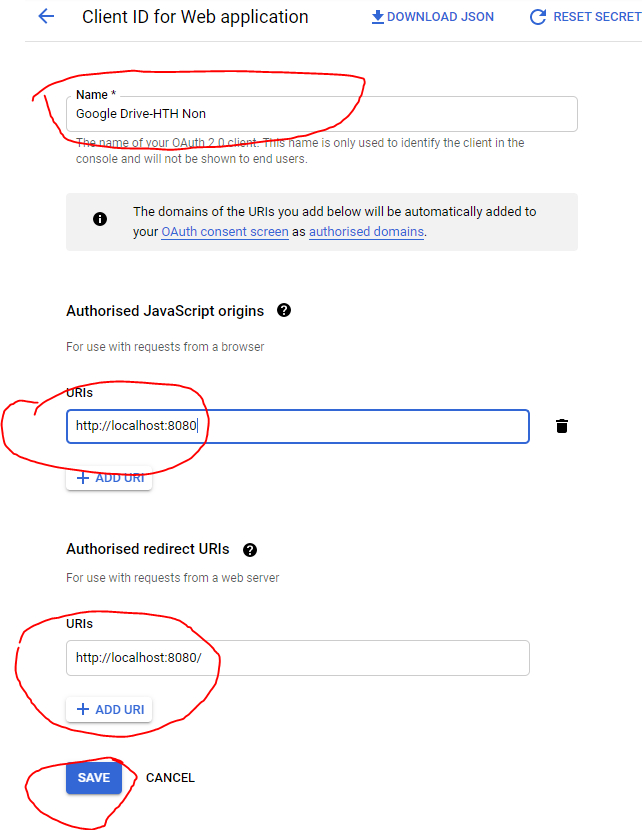 Client ID for Web application
DOWNLOAD JSON
RESET SECRET
Name *
Google Drive-HTH Non
The name of your OAuth 2.0 client. This name is only used to identify the client in the
console and will not be shown to end users.
The domains of the URIs you add below will be automatically added to
your OAuth consent screen as authorised domains.
Authorised JavaScript origins
For use with requests from a browser
URIs
http://localhost:8080
ADD URI
Authorised redirect URIs
For use with requests from a web server
URIs
http://localhost:8080/
ADD URI
SAVE
CANCEL